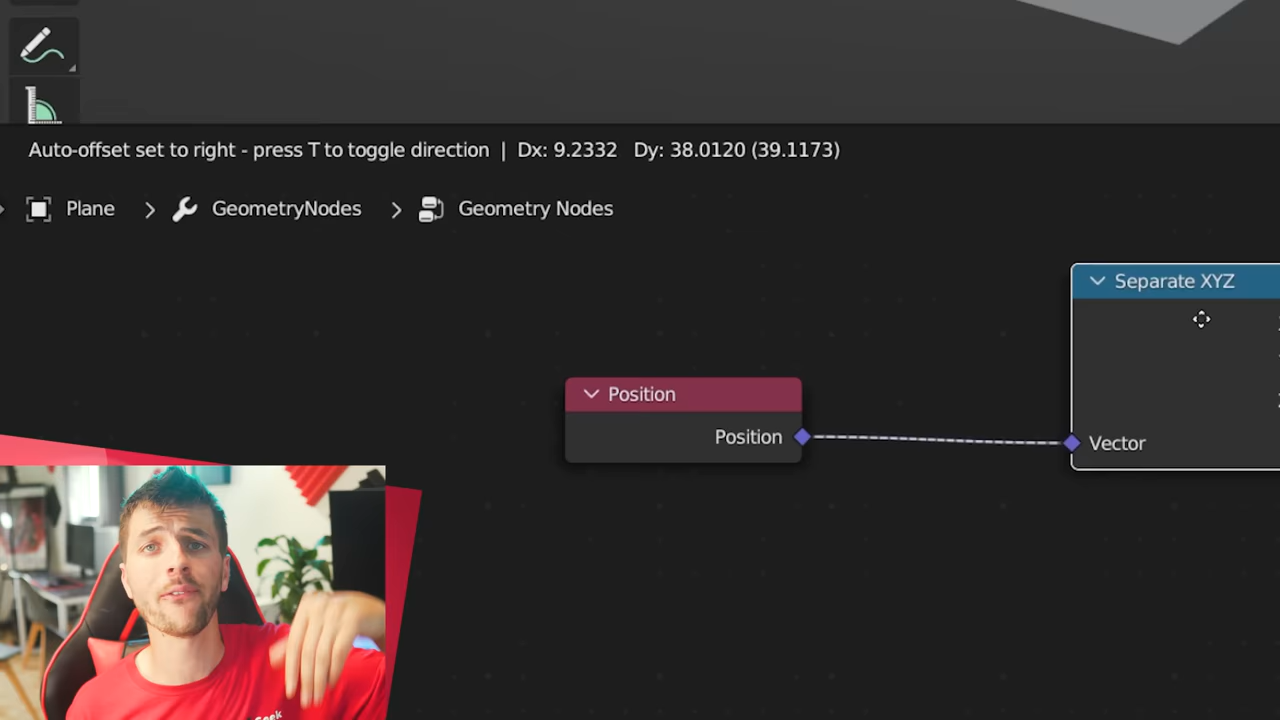 Auto-offset set to right - press T to toggle direction | Dx: 9.2332 Dy: 38.0120 (39.1173)
Plane > GeometryNodes > Geometry Nodes
Separate XYZ
Position
Position
Vector